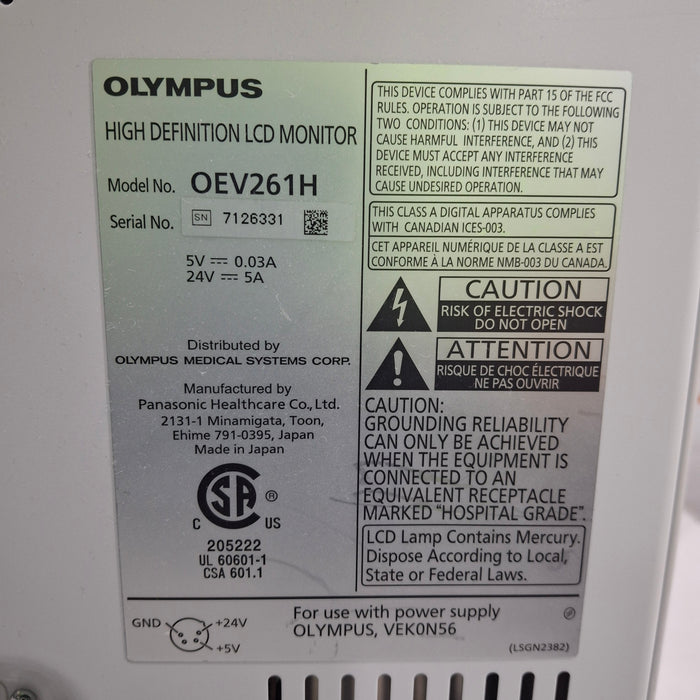 OLYMPUS
HIGH DEFINITION LCD MONITOR
Model No. OEV261H
Serial No. SN 7126331
5V ⎓ 0.03A
24V ⎓ 5A
Distributed by
OLYMPUS MEDICAL SYSTEMS CORP.
Manufactured by
Panasonic Healthcare Co., Ltd.
2131-1 Minamigata, Toon,
Ehime 791-0395, Japan
Made in Japan
SA ®
C US
205222
UL 60601-1
CSA 601.1
THIS DEVICE COMPLIES WITH PART 15 OF THE FCC
RULES. OPERATION IS SUBJECT TO THE FOLLOWING
TWO CONDITIONS: (1) THIS DEVICE MAY NOT
CAUSE HARMFUL INTERFERENCE, AND (2) THIS
DEVICE MUST ACCEPT ANY INTERFERENCE
RECEIVED, INCLUDING INTERFERENCE THAT MAY
CAUSE UNDESIRED OPERATION.
THIS CLASS A DIGITAL APPARATUS COMPLIES
WITH CANADIAN ICES-003.
CET APPAREIL NUMÉRIQUE DE LA CLASSE A EST
CONFORME À LA NORME NMB-003 DU CANADA.
CAUTION
RISK OF ELECTRIC SHOCK
DO NOT OPEN
ATTENTION
RISQUE DE CHOC ÉLECTRIQUE
NE PAS OUVRIR
CAUTION:
GROUNDING RELIABILITY
CAN ONLY BE ACHIEVED
WHEN THE EQUIPMENT IS
CONNECTED TO AN
EQUIVALENT RECEPTACLE
MARKED "HOSPITAL GRADE".
LCD Lamp Contains Mercury.
Dispose According to Local,
State or Federal Laws.
GND +24V
+5V
For use with power supply
OLYMPUS, VEK0N56
(LSGN2382)